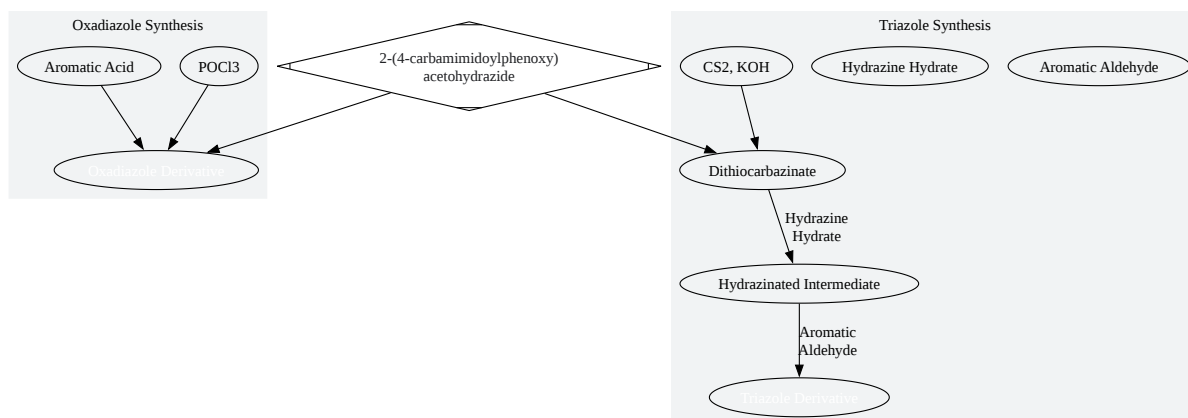 Oxadiazole Synthesis
Triazole Synthesis
Aromatic Acid
POCl3
2-(4-carbamimidoylphenoxy)
acetohydrazide
CS2, KOH
Hydrazine Hydrate
Aromatic Aldehyde
Oxadiazole Derivative
Dithiocarbazinate
Hydrazine
Hydrate
Hydrazinated Intermediate
Aromatic
Aldehyde
Triazole Derivative